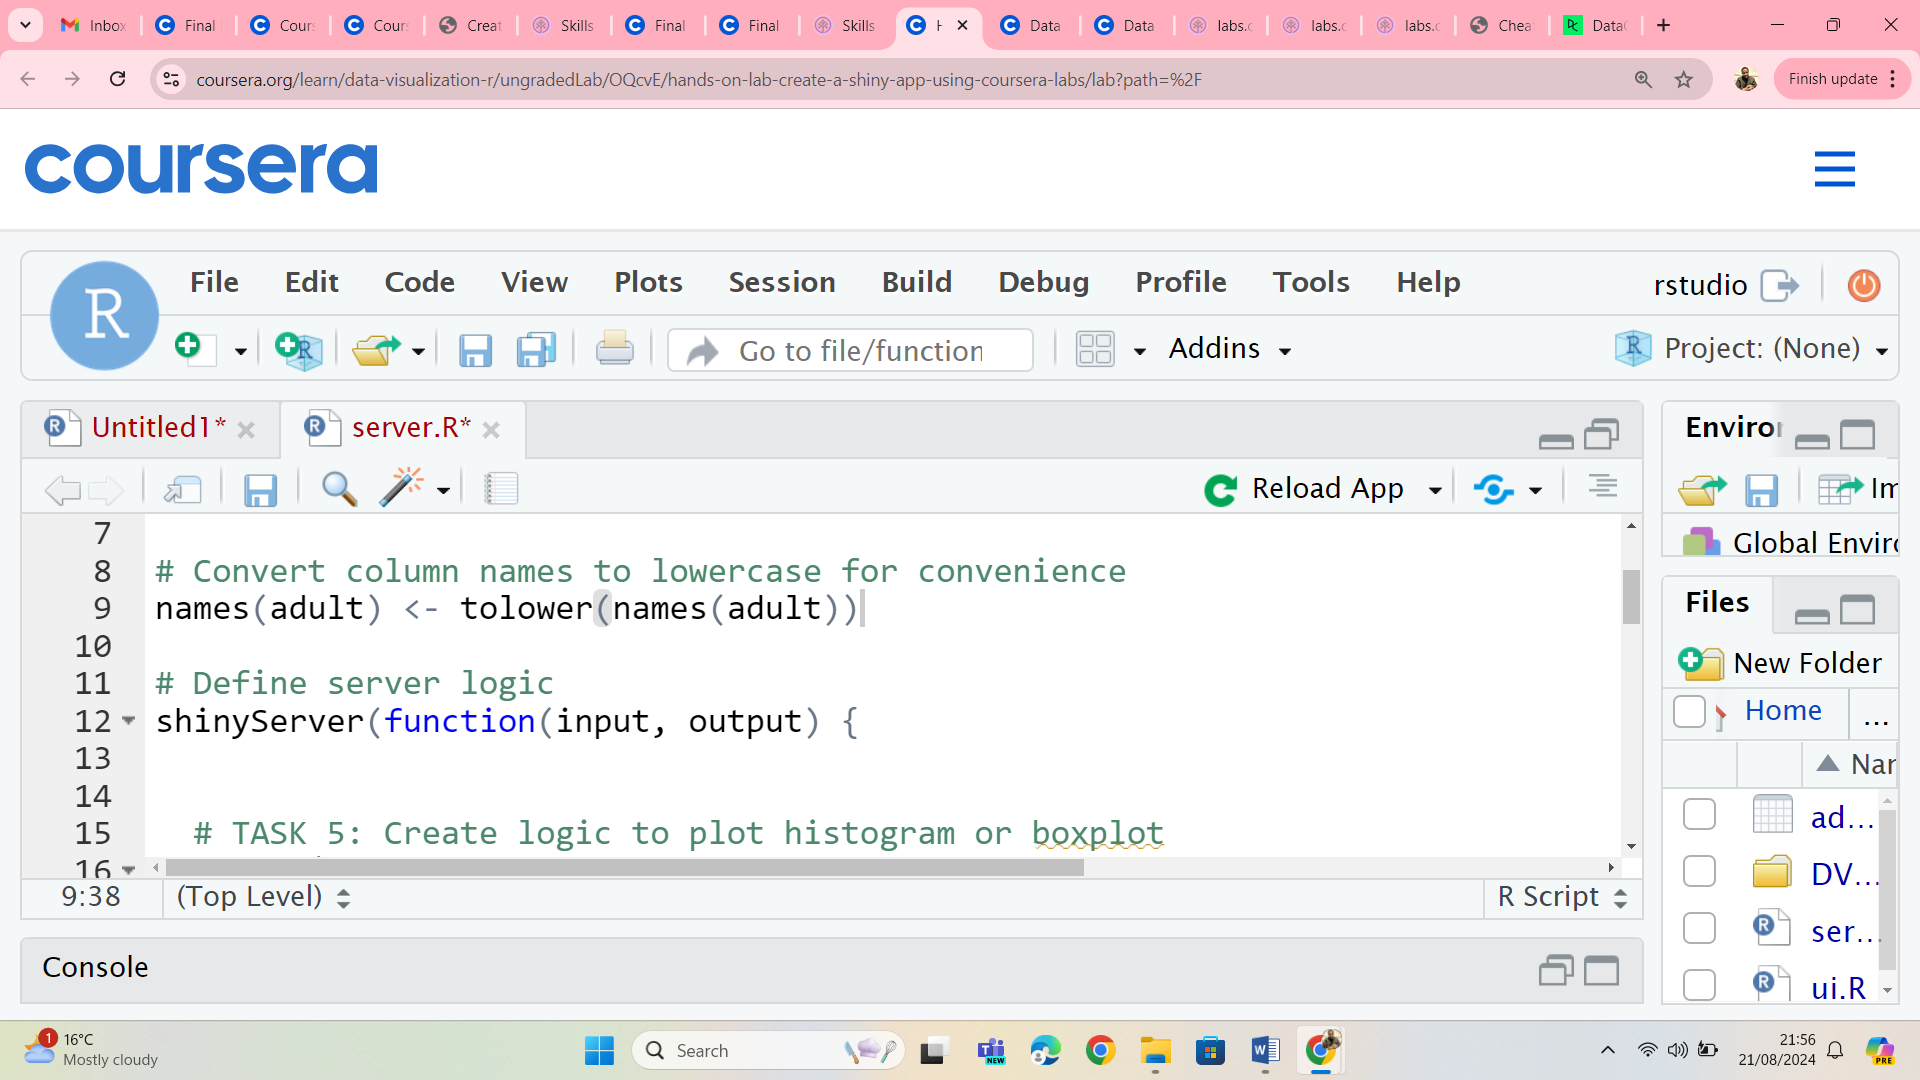 Inbox
Final
Cours
Cours
Creat
Skills
Final
Final
Skills
H
Data
Data
labs.c
labs.c
labs.c
Chea
Data
coursera.org/learn/data-visualization-r/ungradedLab/OQcvE/hands-on-lab-create-a-shiny-app-using-coursera-labs/lab?path=%2F
Finish update
coursera
R
File Edit Code View Plots Session Build Debug Profile Tools Help
rstudio
Go to file/function
Addins
Project: (None)
Untitled1*
server.R*
Reload App
7
8 # Convert column names to lowercase for convenience
9 names(adult) <- tolower(names(adult))
10
11 # Define server logic
12 shinyServer(function(input, output) {
13
14
15 # TASK 5: Create logic to plot histogram or boxplot
16
9:38 (Top Level)
R Script
Console
Enviror
Im
Global Enviro
Files
New Folder
Home
...
Nar
ad...
DV...
ser...
ui.R
1
16°C
Mostly cloudy
Search
NEW
21:56
21/08/2024
PRE